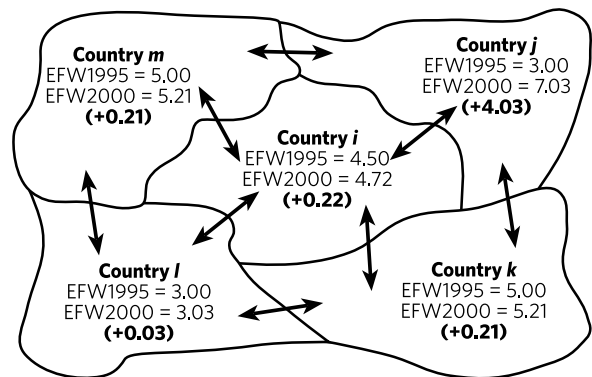 Country m
EFW1995 = 5.00
EFW2000 = 5.21
(+0.21)
Country j
EFW1995 = 3.00
EFW2000 = 7.03
(+4.03)
Country i
EFW1995 = 4.50
EFW2000 = 4.72
(+0.22)
Country l
EFW1995 = 3.00
EFW2000 = 3.03
(+0.03)
Country k
EFW1995 = 5.00
EFW2000 = 5.21
(+0.21)